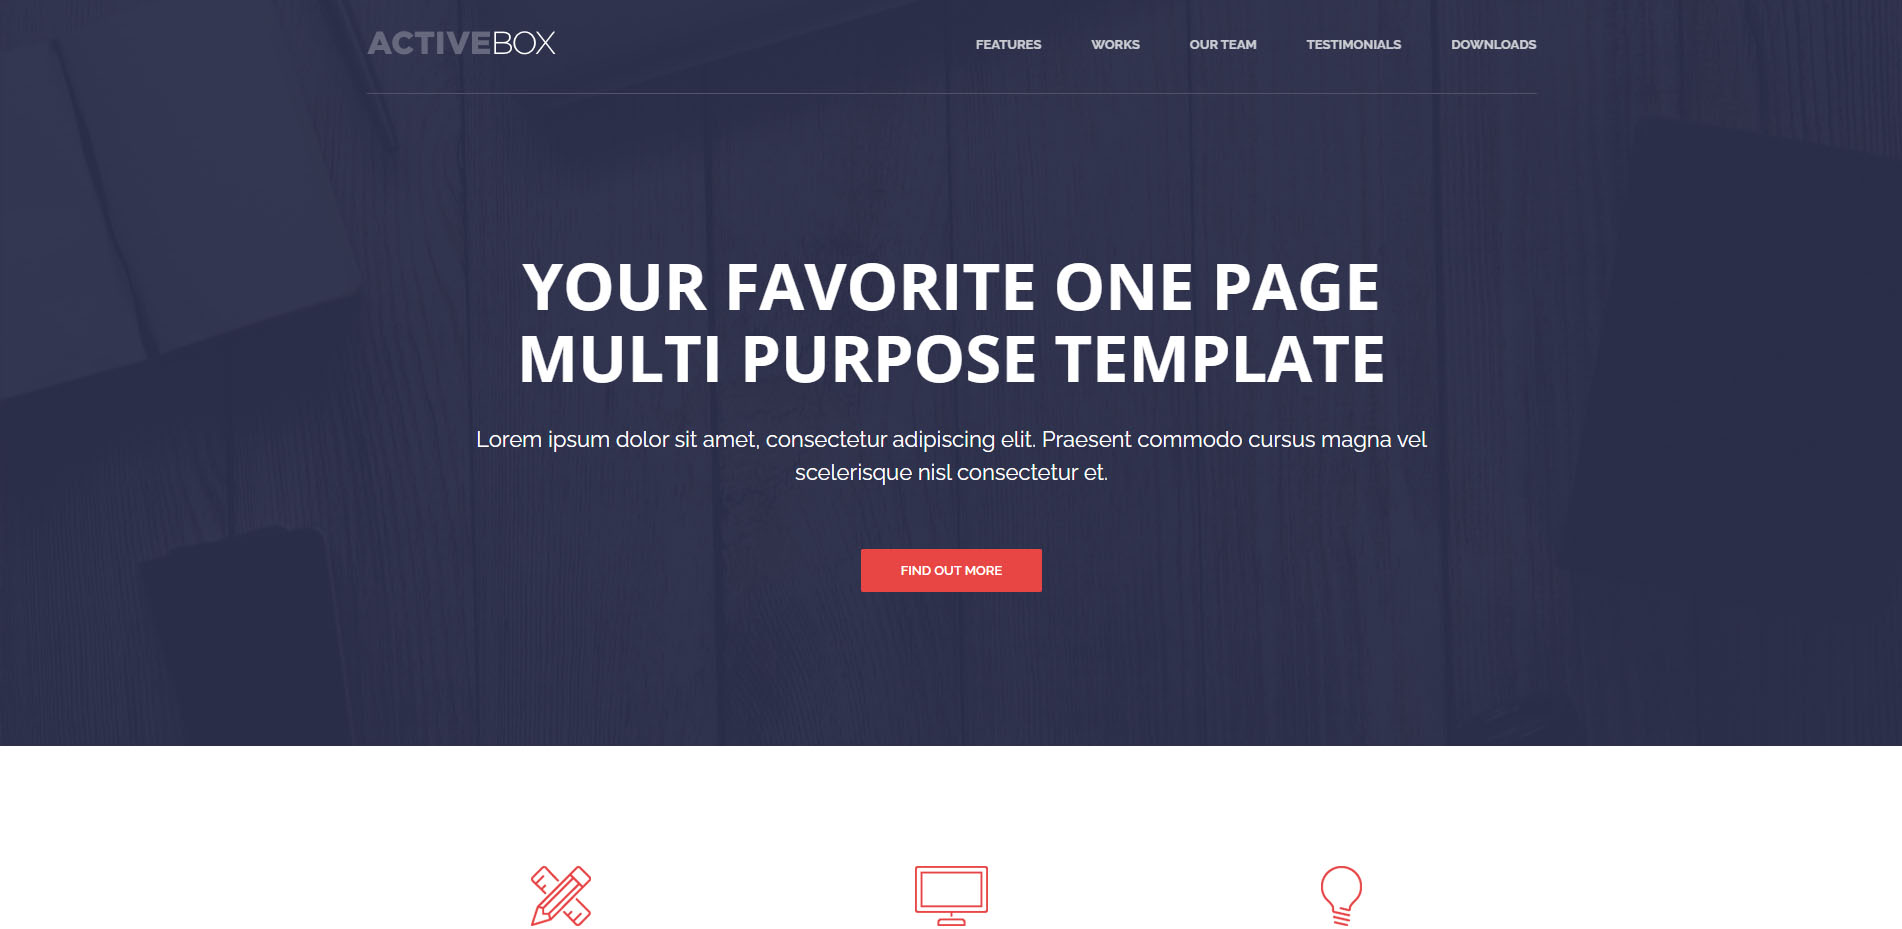 ACTIVEBOX
FEATURES WORKS OUR TEAM TESTIMONIALS DOWNLOADS
YOUR FAVORITE ONE PAGE
MULTI PURPOSE TEMPLATE
Lorem ipsum dolor sit amet, consectetur adipiscing elit. Praesent commodo cursus magna vel
scelerisque nisl consectetur et.
FIND OUT MORE